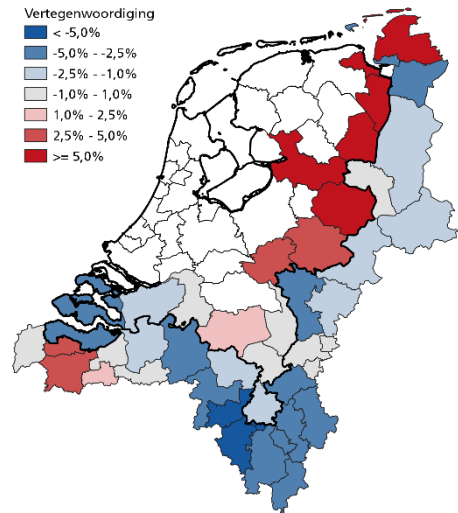 Vertegenwoordiging
< -5,0%
-5,0% - -2,5%
-2,5% - -1,0%
-1,0% - 1,0%
1,0% - 2,5%
2,5% - 5,0%
>= 5,0%